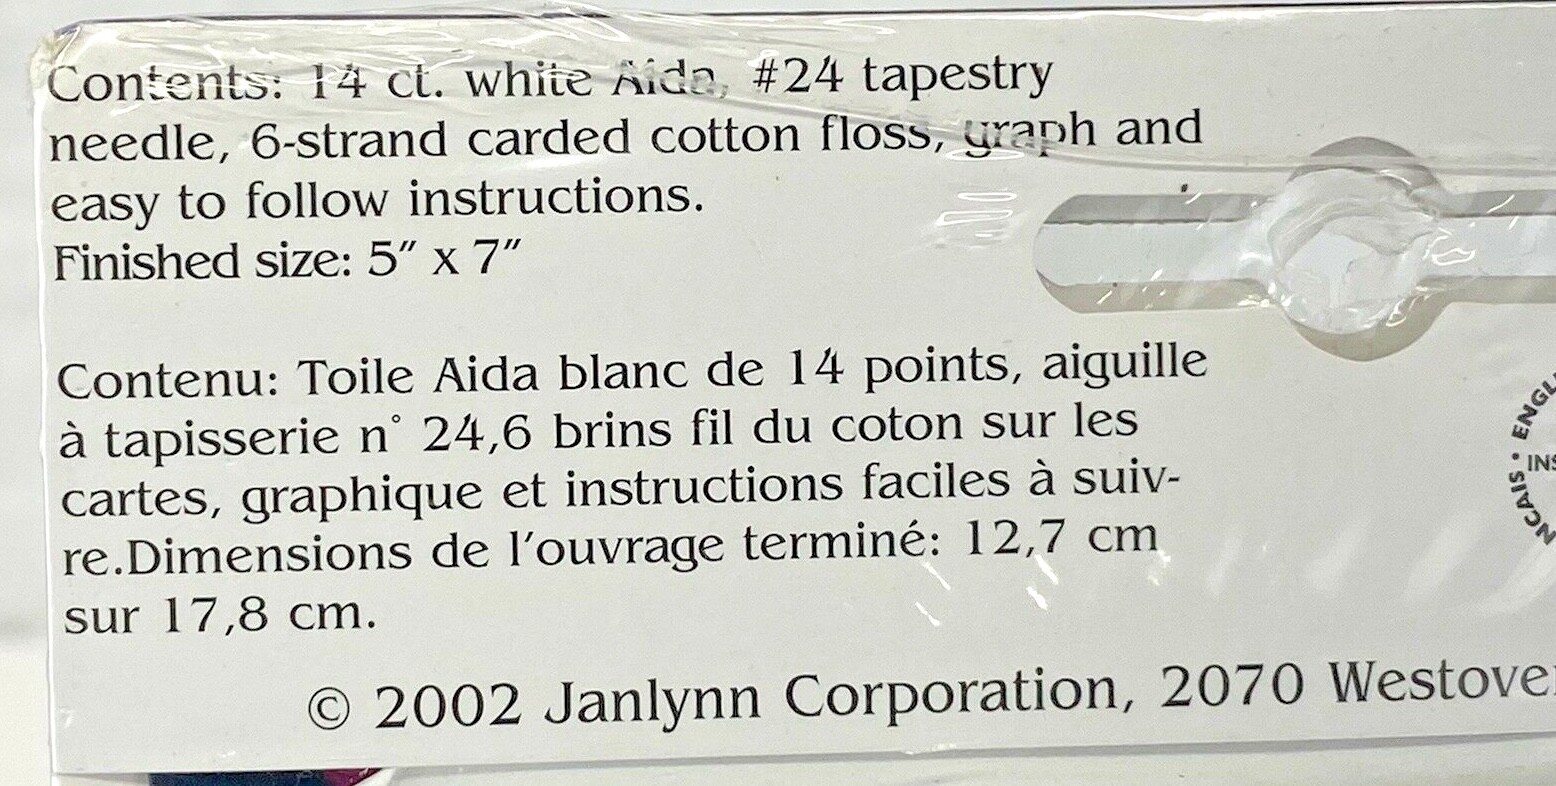 Contents: 14 ct. white Aida, #24 tapestry
needle, 6-strand carded cotton floss, graph and
easy to follow instructions.
Finished size: 5″ x 7″
Contenu: Toile Aida blanc de 14 points, aiguille
à tapisserie n° 24,6 brins fil du coton sur les
cartes, graphique et instructions faciles à suiv-
re.Dimensions de l'ouvrage terminé: 12,7 cm
sur 17,8 cm.
© 2002 Janlynn Corporation, 2070